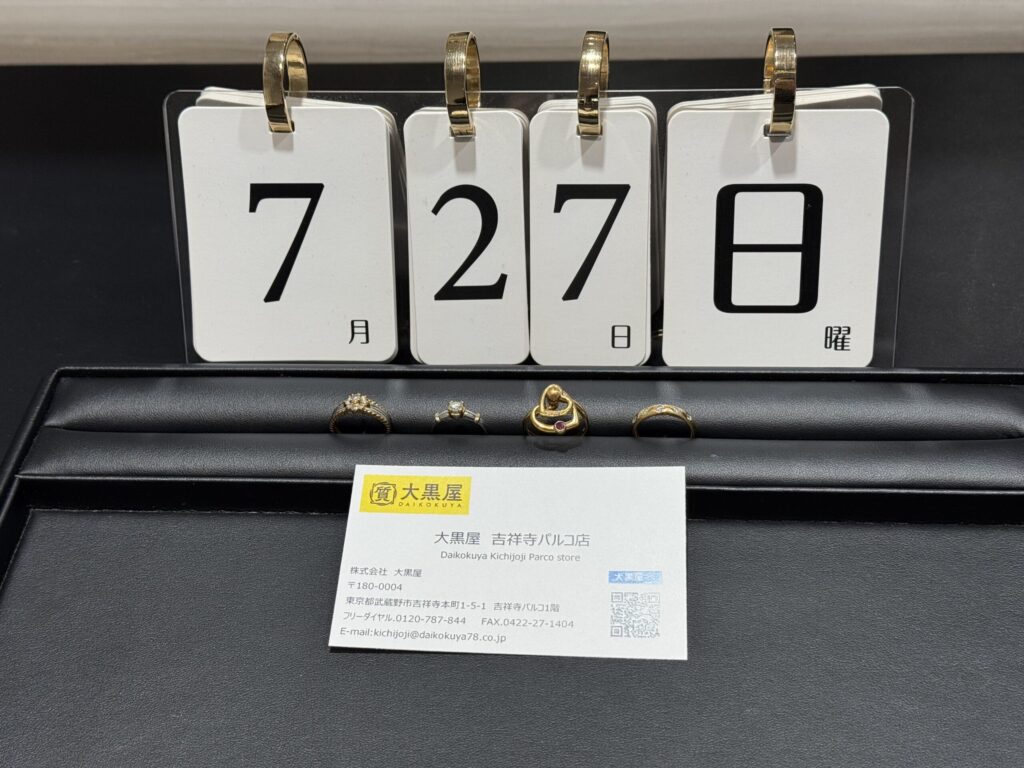 7月
27日
日曜
質 大黒屋
DAIKOKUYA
大黒屋 吉祥寺パルコ店
Daikokuya Kichijoji Parco store
株式会社 大黒屋
〒180-0004
東京都武蔵野市吉祥寺本町1-5-1 吉祥寺パルコ1階
フリーダイヤル.0120-787-844 FAX.0422-27-1404
E-mail:kichijoji@daikokuya78.co.jp
大黒屋